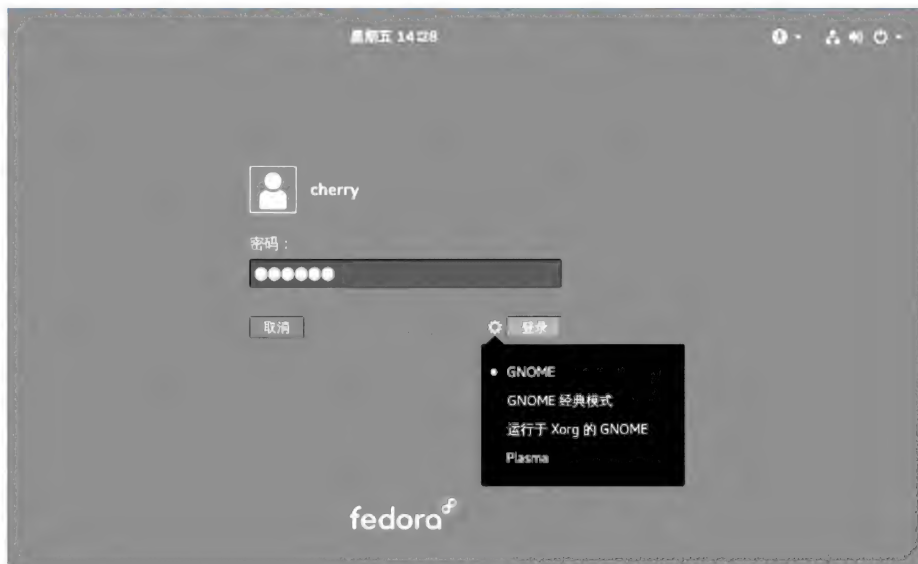 星期五 14:28
cherry
密码：
取消
登录
GNOME
GNOME 经典模式
运行于 Xorg 的 GNOME
Plasma
fedora